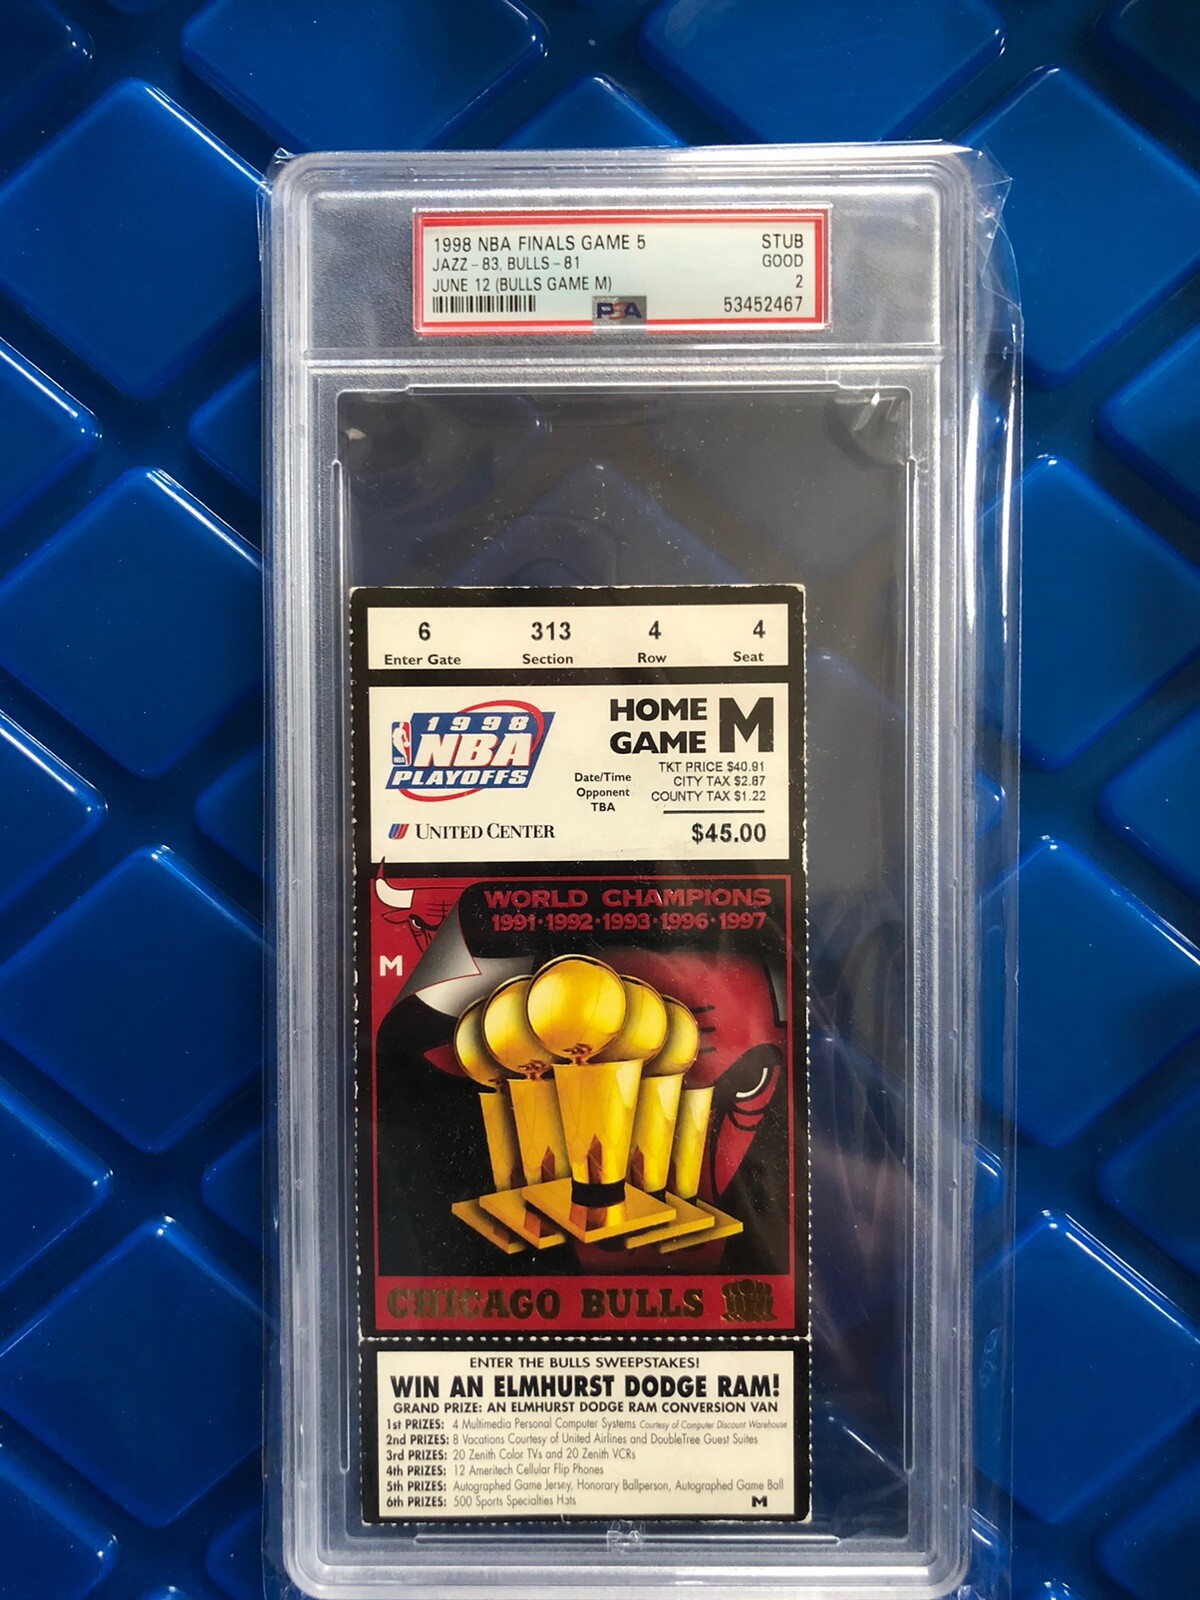 1998 NBA FINALS GAME 5 STUB
JAZZ - 83, BULLS - 81 GOOD
JUNE 12 (BULLS GAME M) 2
PSA 53452467
6 313 4 4
Enter Gate Section Row Seat
1998
NBA
PLAYOFFS
HOME
GAME M
TKT PRICE $40.91
CITY TAX $2.87
COUNTY TAX $1.22
Date/Time
Opponent
TBA
UNITED CENTER
$45.00
WORLD CHAMPIONS
1991·1992·1993·1996·1997
M
CHICAGO BULLS
ENTER THE BULLS SWEEPSTAKES!
WIN AN ELMHURST DODGE RAM!
GRAND PRIZE: AN ELMHURST DODGE RAM CONVERSION VAN
1st PRIZES: 4 Multimedia Personal Computer Systems Courtesy of Computer Discount Warehouse
2nd PRIZES: 8 Vacations Courtesy of United Airlines and DoubleTree Guest Suites
3rd PRIZES: 20 Zenith Color TVs and 20 Zenith VCRs
4th PRIZES: 12 Ameritech Cellular Flip Phones
5th PRIZES: Autographed Game Jersey, Honorary Ballperson, Autographed Game Ball
6th PRIZES: 500 Sports Specialties Hats M